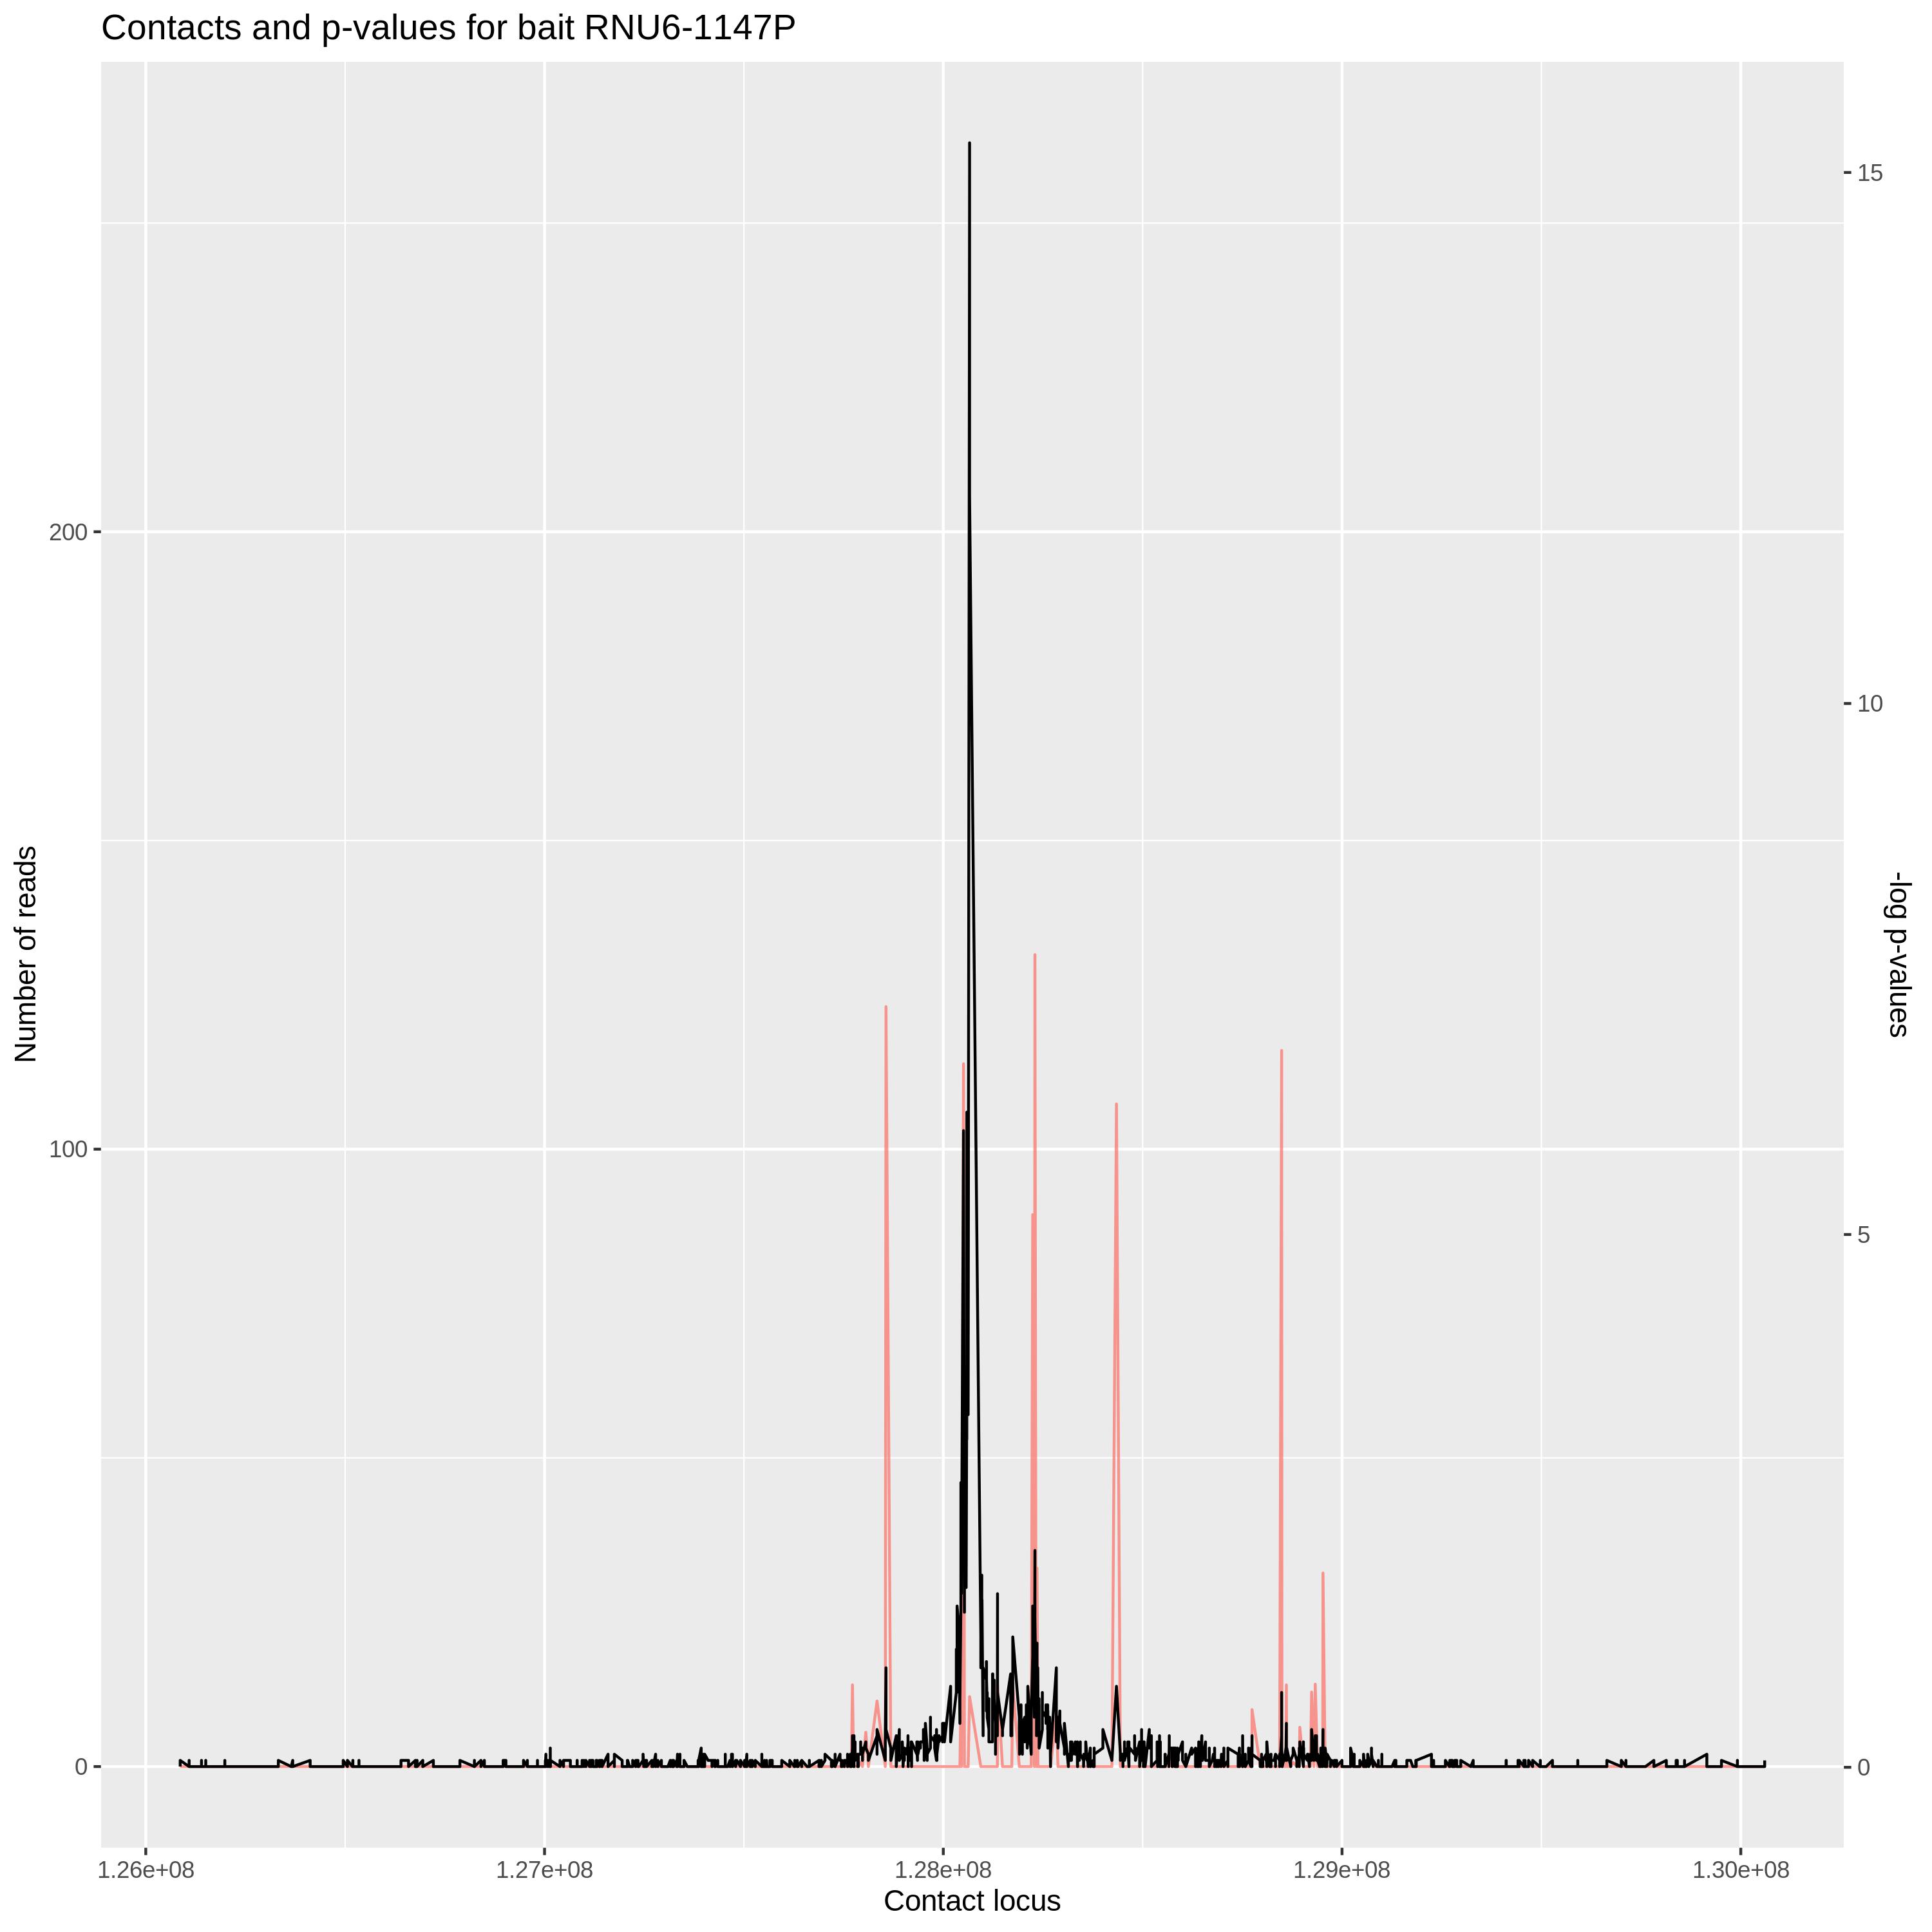 Contacts and p-values for bait RNU6-1147P
Number of reads
200
100
0
15
10
5
0
-log p-values
1.26e+08
1.27e+08
1.28e+08
1.29e+08
1.30e+08
Contact locus